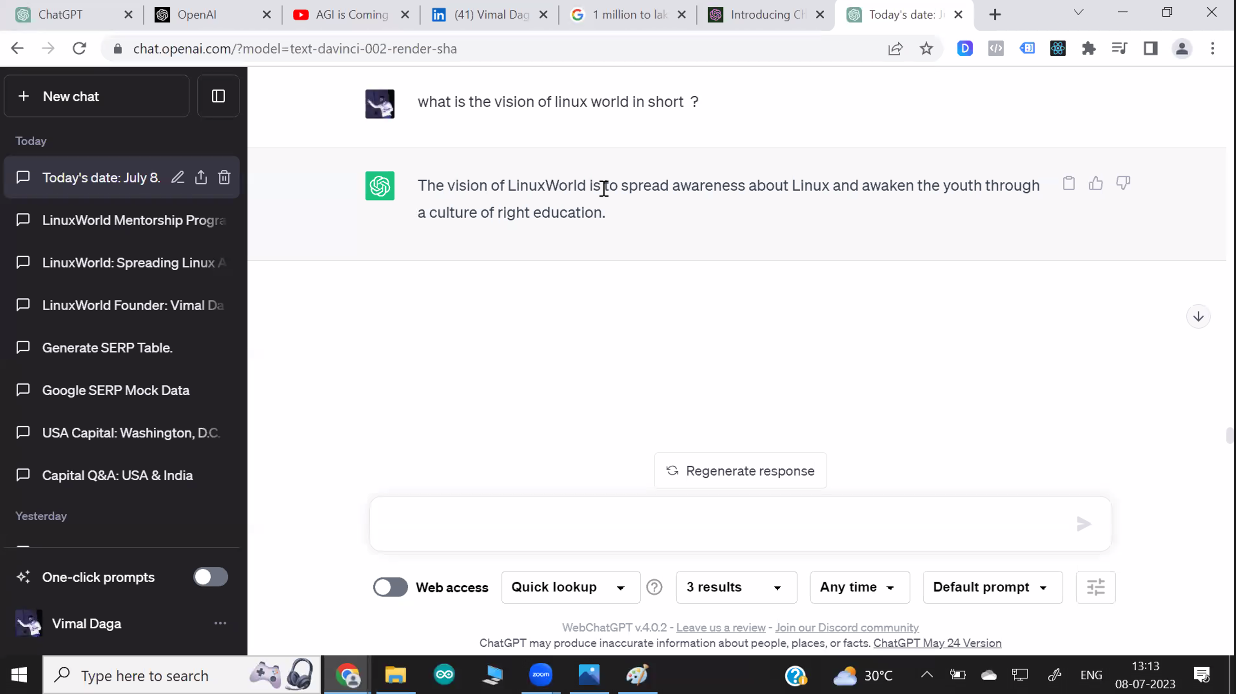 ChatGPT
OpenAI
AGI is Coming
(41) Vimal Dag
1 million to lak
Introducing Ch
Today's date: J
chat.openai.com/?model=text-davinci-002-render-sha
New chat
Today
Today's date: July 8.
LinuxWorld Mentorship Progra
LinuxWorld: Spreading Linux A
LinuxWorld Founder: Vimal Da
Generate SERP Table.
Google SERP Mock Data
USA Capital: Washington, D.C.
Capital Q&A: USA & India
Yesterday
One-click prompts
Vimal Daga
what is the vision of linux world in short ?
The vision of LinuxWorld is to spread awareness about Linux and awaken the youth through
a culture of right education.
Regenerate response
Web access
Quick lookup
3 results
Any time
Default prompt
WebChatGPT v.4.0.2 - Leave us a review - Join our Discord community
ChatGPT may produce inaccurate information about people, places, or facts. ChatGPT May 24 Version
Type here to search
zoom
30°C
ENG
13:13
08-07-2023